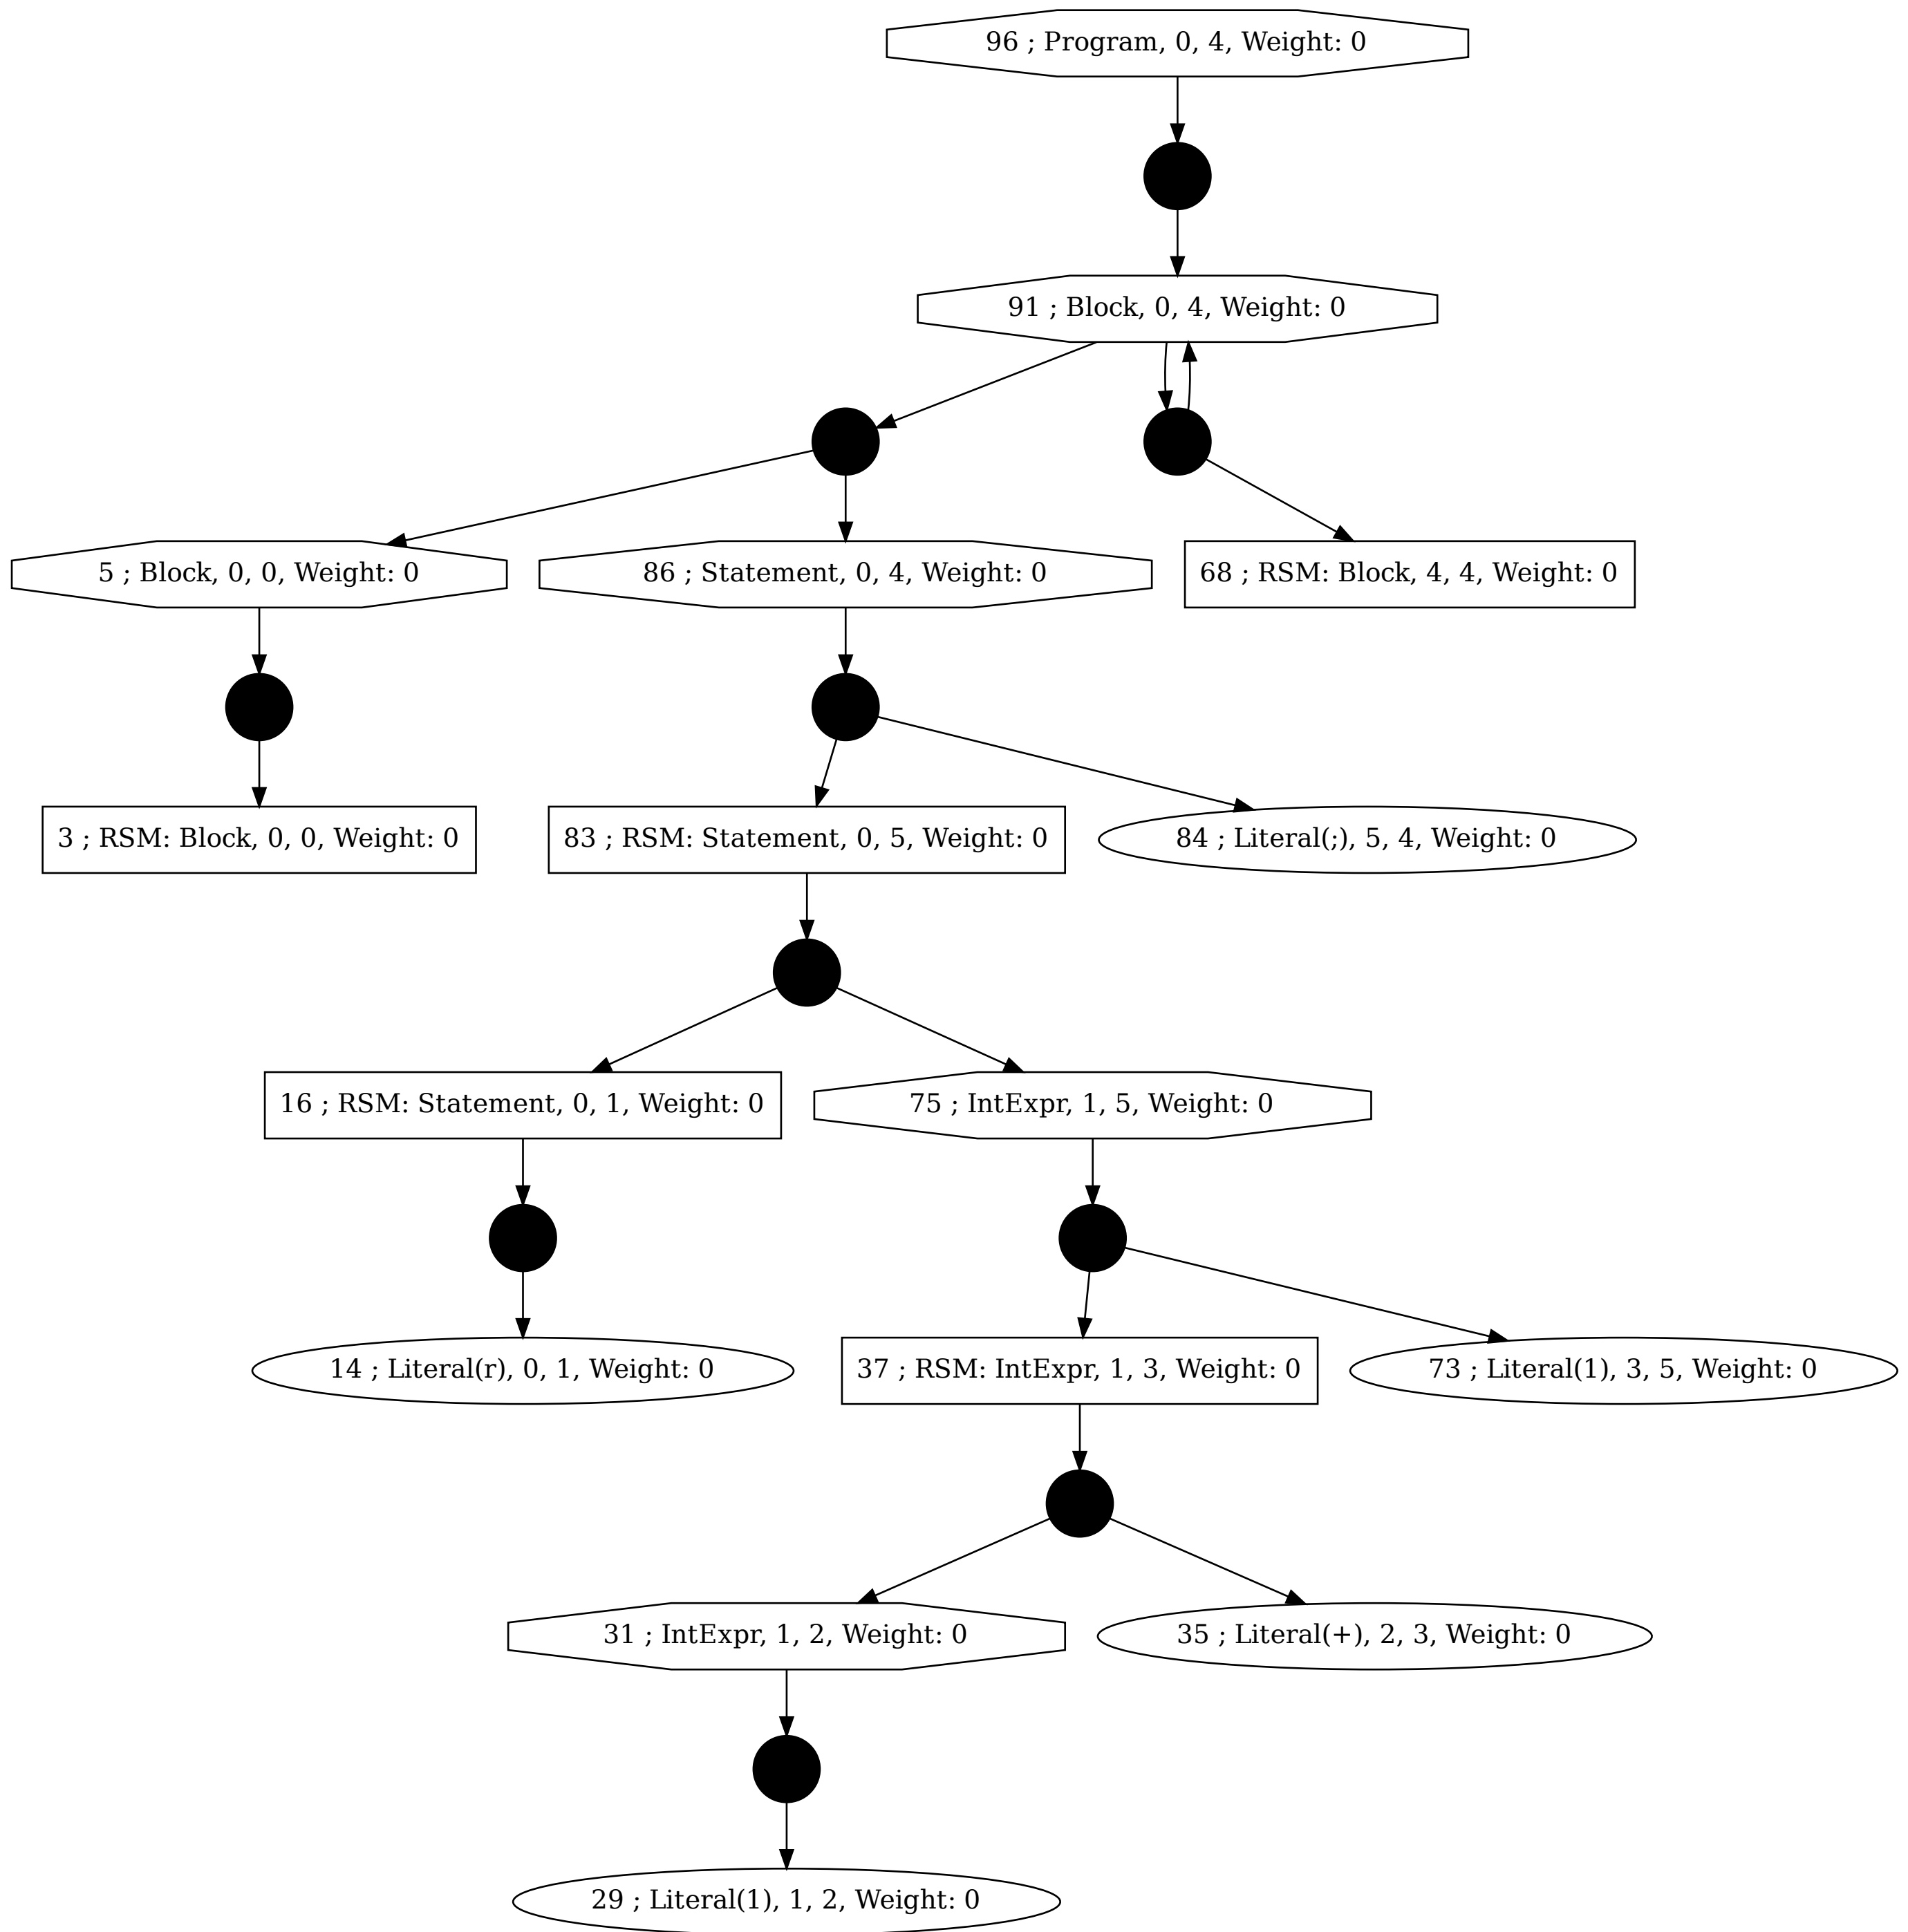 96 ; Program, 0, 4, Weight: 0
91 ; Block, 0, 4, Weight: 0
5 ; Block, 0, 0, Weight: 0
86 ; Statement, 0, 4, Weight: 0
68 ; RSM: Block, 4, 4, Weight: 0
3 ; RSM: Block, 0, 0, Weight: 0
83 ; RSM: Statement, 0, 5, Weight: 0
84 ; Literal(;), 5, 4, Weight: 0
16 ; RSM: Statement, 0, 1, Weight: 0
75 ; IntExpr, 1, 5, Weight: 0
14 ; Literal(r), 0, 1, Weight: 0
37 ; RSM: IntExpr, 1, 3, Weight: 0
73 ; Literal(1), 3, 5, Weight: 0
31 ; IntExpr, 1, 2, Weight: 0
35 ; Literal(+), 2, 3, Weight: 0
29 ; Literal(1), 1, 2, Weight: 0